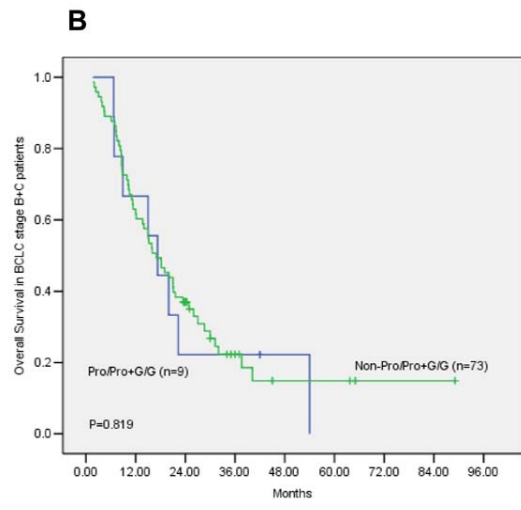 B
Overall Survival in BCLC stage B+C patients
1.0
0.8
0.6
0.4
0.2
0.0
Pro/Pro+G/G (n=9)
Non-Pro/Pro+G/G (n=73)
P=0.819
0.00 12.00 24.00 36.00 48.00 60.00 72.00 84.00 96.00
Months